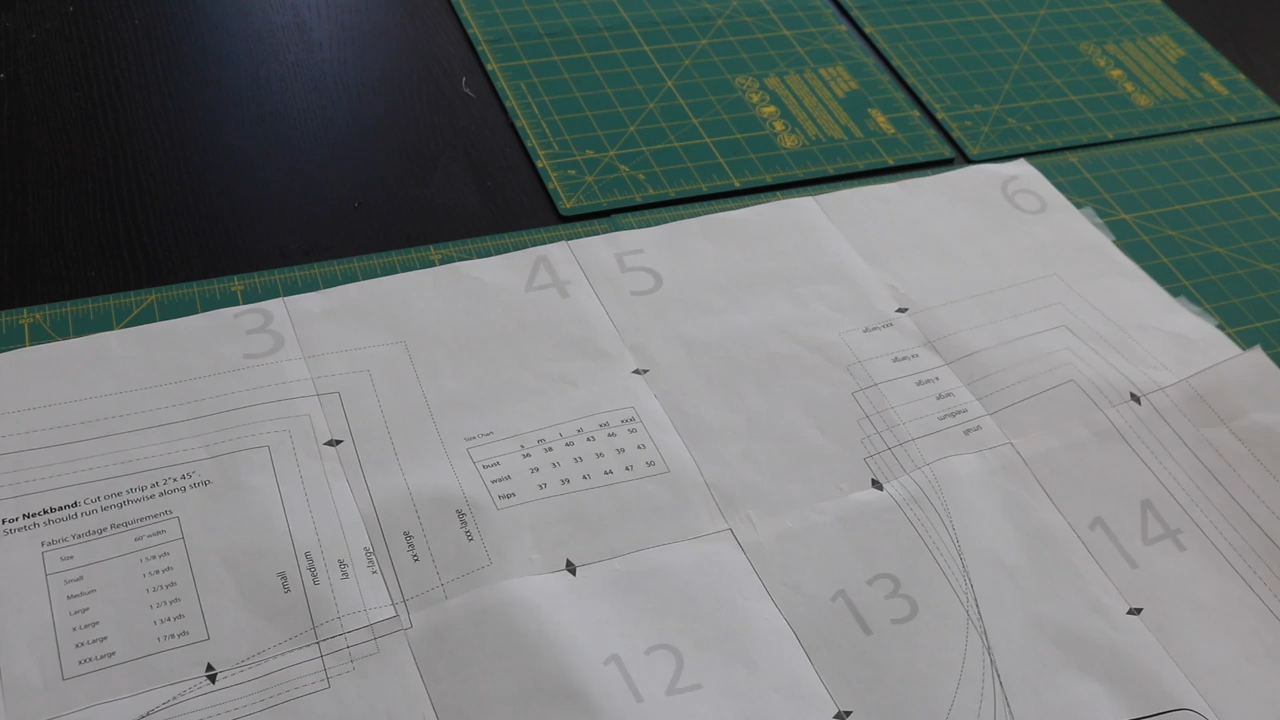 3
4
5
6
xxx-large
xx-large
x-large
large
medium
small
Size Chart
s m l xl xxl xxxl
bust 36 38 40 43 46 50
waist 29 31 33 36 39 43
hips 37 39 41 44 47 50
For Neckband: Cut one strip at 2"x 45".
Stretch should run lengthwise along strip.
Fabric Yardage Requirements
Size 60" width
Small 1 5/8 yds
Medium 1 5/8 yds
Large 1 2/3 yds
X-Large 1 2/3 yds
XX-Large 1 3/4 yds
XXX-Large 1 7/8 yds
small
medium
large
x-large
xx-large
xxx-large
12
13
14